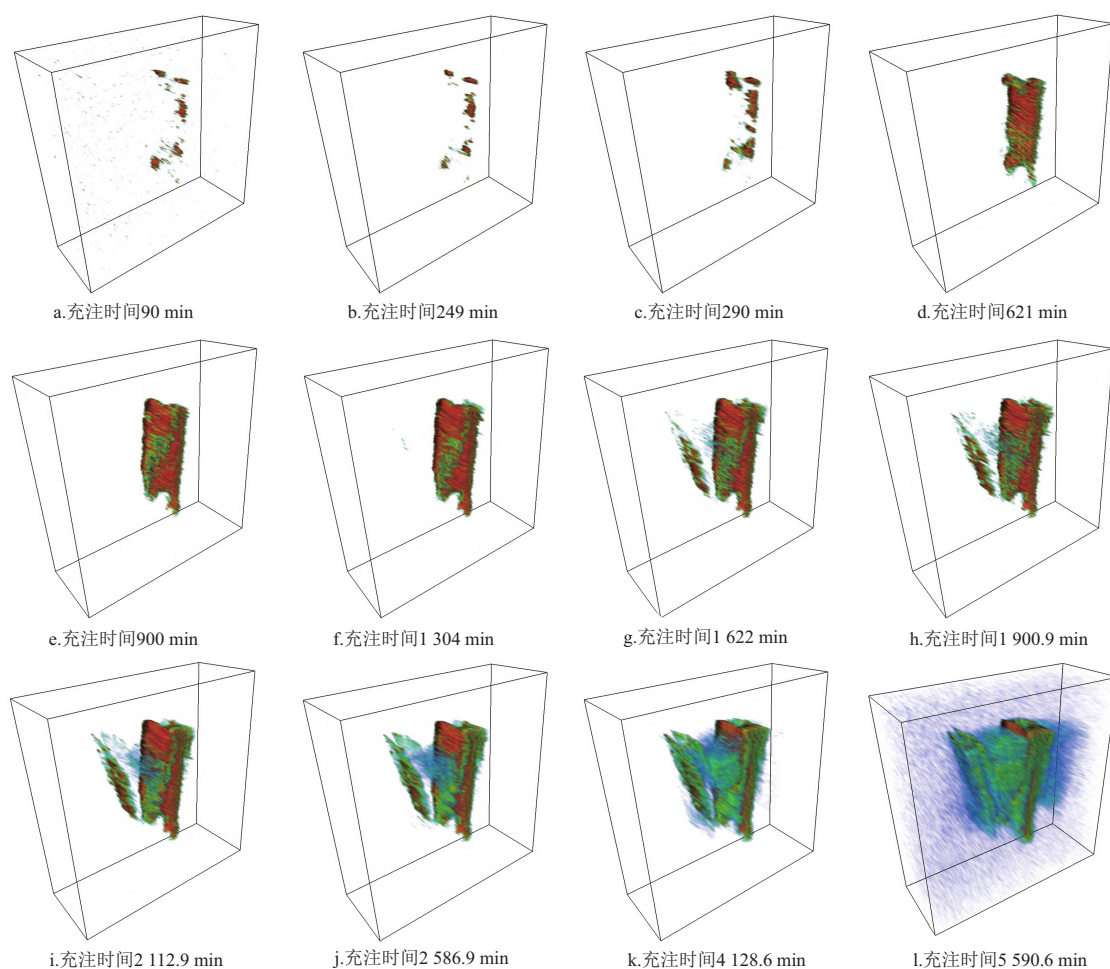 a.充注时间90 min
b.充注时间249 min
c.充注时间290 min
d.充注时间621 min
e.充注时间900 min
f.充注时间1 304 min
g.充注时间1 622 min
h.充注时间1 900.9 min
i.充注时间2 112.9 min
j.充注时间2 586.9 min
k.充注时间4 128.6 min
l.充注时间5 590.6 min